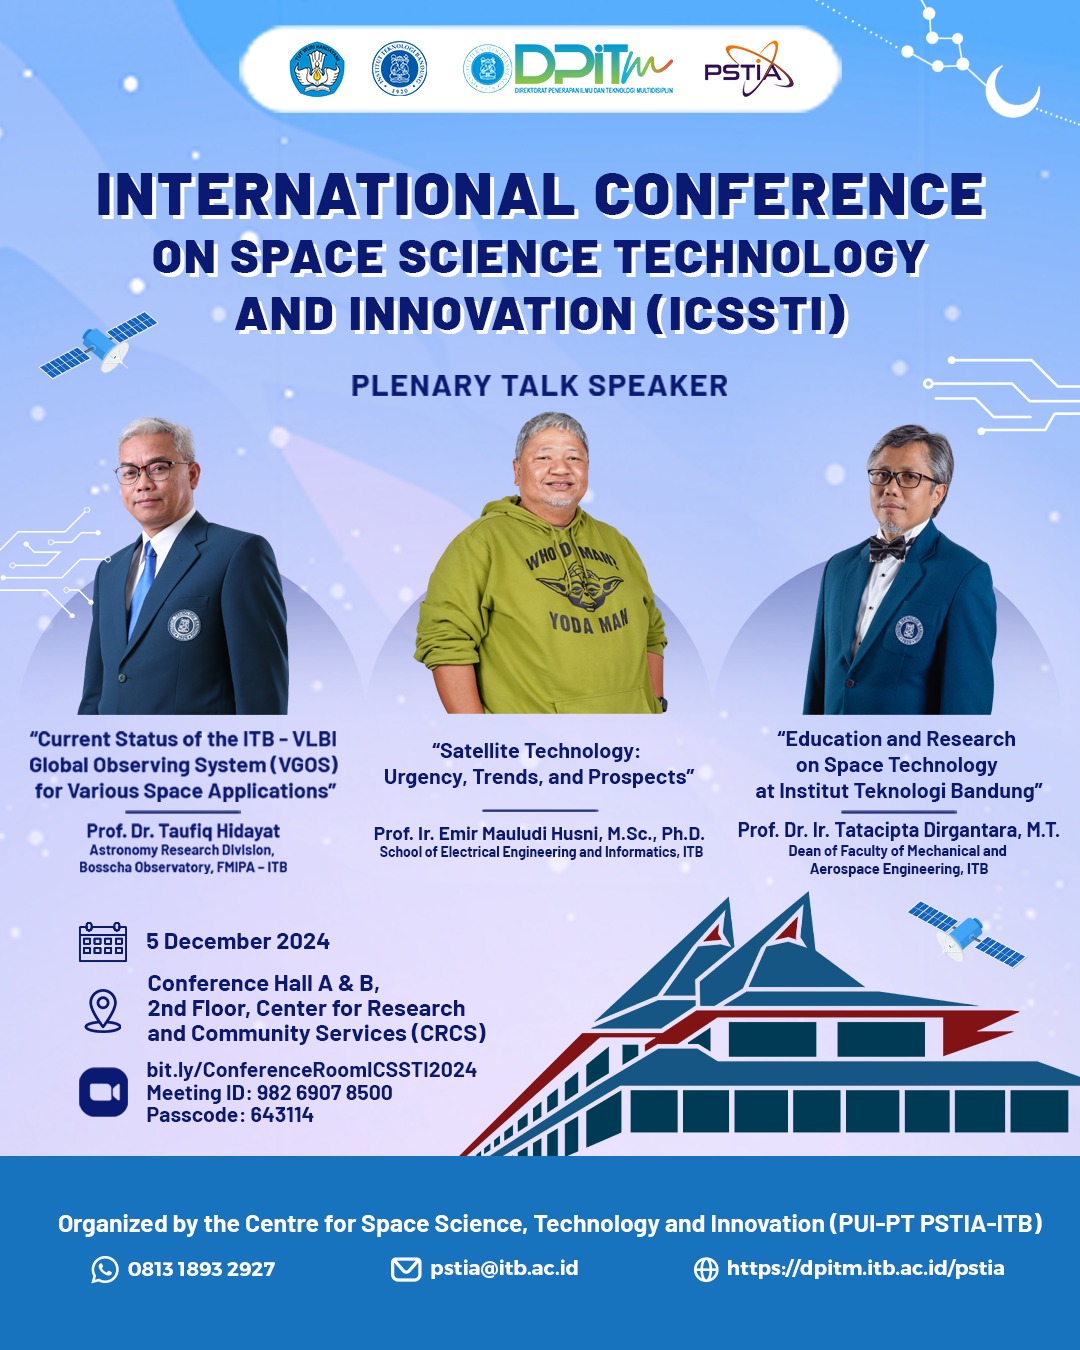 TUT WURI HANDAYANI
INSTITUT TEKNOLOGI BANDUNG
1920
DPITm
DIREKTORAT PENERAPAN ILMU DAN TEKNOLOGI MULTIDISIPLIN
PSTIA
INTERNATIONAL CONFERENCE
ON SPACE SCIENCE TECHNOLOGY
AND INNOVATION (ICSSTI)
PLENARY TALK SPEAKER
WHO D MAN?
YODA MAN
“Current Status of the ITB - VLBI
Global Observing System (VGOS)
for Various Space Applications”
Prof. Dr. Taufiq Hidayat
Astronomy Research Division,
Bosscha Observatory, FMIPA – ITB
“Satellite Technology:
Urgency, Trends, and Prospects”
Prof. Ir. Emir Mauludi Husni, M.Sc., Ph.D.
School of Electrical Engineering and Informatics, ITB
“Education and Research
on Space Technology
at Institut Teknologi Bandung”
Prof. Dr. Ir. Tatacipta Dirgantara, M.T.
Dean of Faculty of Mechanical and
Aerospace Engineering, ITB
5 December 2024
Conference Hall A & B,
2nd Floor, Center for Research
and Community Services (CRCS)
bit.ly/ConferenceRoomICSSTI2024
Meeting ID: 982 6907 8500
Passcode: 643114
Organized by the Centre for Space Science, Technology and Innovation (PUI-PT PSTIA-ITB)
0813 1893 2927
pstia@itb.ac.id
https://dpitm.itb.ac.id/pstia